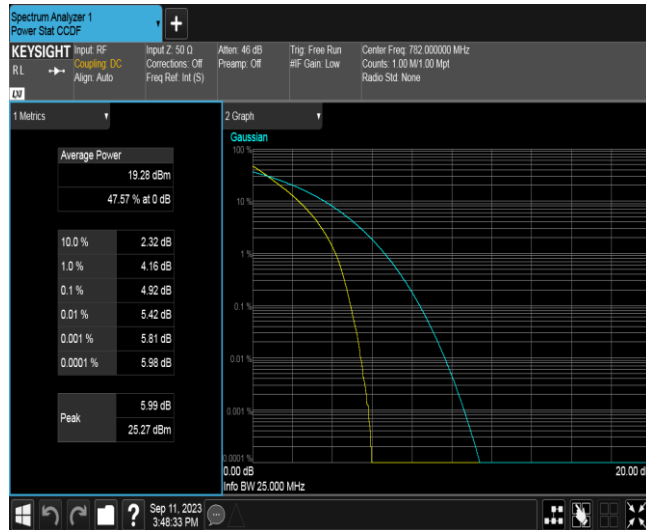 Spectrum Analyzer 1
Power Stat CCDF
+
KEYSIGHT
Input: RF
Input Z: 50 Ω
Atten: 46 dB
Trig: Free Run
Center Freq: 782.000000 MHz
R L
Coupling: DC
Corrections: Off
Preamp: Off
#IF Gain: Low
Counts: 1.00 M/1.00 Mpt
Align: Auto
Freq Ref: Int (S)
Radio Std: None
LXI
1 Metrics
2 Graph
Gaussian
Average Power
19.28 dBm
47.57 % at 0 dB
10.0 % 2.32 dB
1.0 % 4.16 dB
0.1 % 4.92 dB
0.01 % 5.42 dB
0.001 % 5.81 dB
0.0001 % 5.98 dB
Peak
5.99 dB
25.27 dBm
100 %
10 %
1 %
0.1 %
0.01 %
0.001 %
0.0001 %
0.00 dB
20.00 d
Info BW 25.000 MHz
?
Sep 11, 2023
3:48:33 PM